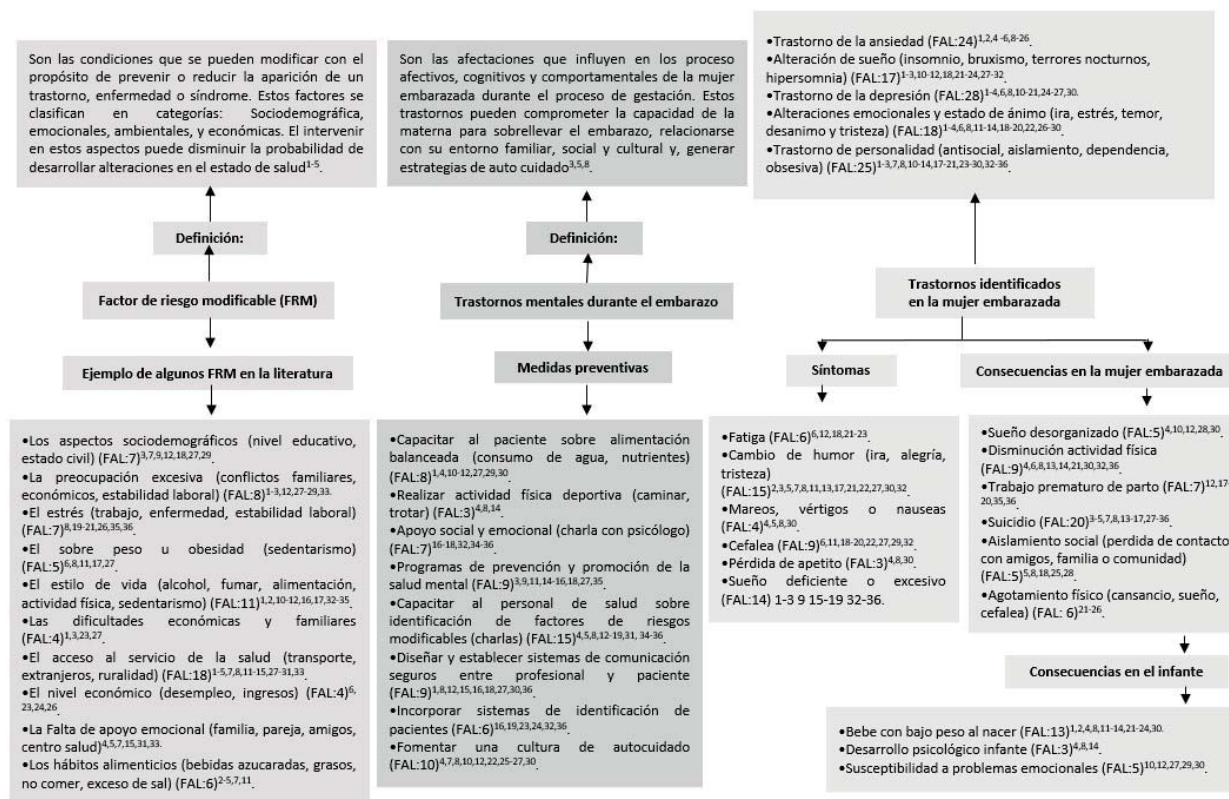 Son las condiciones que se pueden modificar con el
propósito de prevenir o reducir la aparición de un
trastorno, enfermedad o síndrome. Estos factores se
clasifican en categorías: Sociodemográfica,
emocionales, ambientales, y económicas. El intervenir
en estos aspectos puede disminuir la probabilidad de
desarrollar alteraciones en el estado de salud1-5.
Definición:
Factor de riesgo modificable (FRM)
Ejemplo de algunos FRM en la literatura
•Los aspectos sociodemográficos (nivel educativo,
estado civil) (FAL:7)3,7,9,12,18,27,29.
•La preocupación excesiva (conflictos familiares,
económicos, estabilidad laboral) (FAL:8)1-3,12,27-29,33.
•El estrés (trabajo, enfermedad, estabilidad laboral)
(FAL:7)8,19-21,26,35,36.
•El sobre peso u obesidad (sedentarismo)
(FAL:5)6,8,11,17,27.
•El estilo de vida (alcohol, fumar, alimentación,
actividad física, sedentarismo) (FAL:11)1,2,10-12,16,17,32-35.
•Las dificultades económicas y familiares
(FAL:4)1,3,23,27.
•El acceso al servicio de la salud (transporte,
extranjeros, ruralidad) (FAL:18)1-5,7,8,11-15,27-31,33.
•El nivel económico (desempleo, ingresos) (FAL:4)6,
23,24,26.
•La Falta de apoyo emocional (familia, pareja, amigos,
centro salud)4,5,7,15,31,33.
•Los hábitos alimenticios (bebidas azucaradas, grasos,
no comer, exceso de sal) (FAL:6)2-5,7,11.
Son las afectaciones que influyen en los proceso
afectivos, cognitivos y comportamentales de la mujer
embarazada durante el proceso de gestación. Estos
trastornos pueden comprometer la capacidad de la
materna para sobrellevar el embarazo, relacionarse
con su entorno familiar, social y cultural y, generar
estrategias de auto cuidado3,5,8.
Definición:
Trastornos mentales durante el embarazo
Medidas preventivas
•Capacitar al paciente sobre alimentación
balanceada (consumo de agua, nutrientes)
(FAL:8)1,4,10-12,27,29,30.
•Realizar actividad física deportiva (caminar,
trotar) (FAL:3)4,8,14.
•Apoyo social y emocional (charla con psicólogo)
(FAL:7)16-18,32,34-36.
•Programas de prevención y promoción de la
salud mental (FAL:9)3,9,11,14-16,18,27,35.
•Capacitar al personal de salud sobre
identificación de factores de riesgos
modificables (charlas) (FAL:15)4,5,8,12-19,31, 34-36.
•Diseñar y establecer sistemas de comunicación
seguros entre profesional y paciente
(FAL:9)1,8,12,15,16,18,27,30,36.
•Incorporar sistemas de identificación de
pacientes (FAL:6)16,19,23,24,32,36.
•Fomentar una cultura de autocuidado
(FAL:10)4,7,8,10,12,22,25-27,30.
•Trastorno de la ansiedad (FAL:24)1,2,4 -6,8-26.
•Alteración de sueño (insomnio, bruxismo, terrores nocturnos,
hipersomnia) (FAL:17)1-3,10-12,18,21-24,27-32.
•Trastorno de la depresión (FAL:28)1-4,6,8,10-21,24-27,30.
•Alteraciones emocionales y estado de ánimo (ira, estrés, temor,
desanimo y tristeza) (FAL:18)1-4,6,8,11-14,18-20,22,26-30.
•Trastorno de personalidad (antisocial, aislamiento, dependencia,
obsesiva) (FAL:25)1-3,7,8,10-14,17-21,23-30,32-36.
Trastornos identificados
en la mujer embarazada
Síntomas
•Fatiga (FAL:6)6,12,18,21-23.
•Cambio de humor (ira, alegría,
tristeza)
(FAL:15)2,3,5,7,8,11,13,17,21,22,27,30,32.
•Mareos, vértigos o nauseas
(FAL:4)4,5,8,30.
•Cefalea (FAL:9)6,11,18-20,22,27,29,32.
•Pérdida de apetito (FAL:3)4,8,30.
•Sueño deficiente o excesivo
(FAL:14) 1-3 9 15-19 32-36.
Consecuencias en la mujer embarazada
•Sueño desorganizado (FAL:5)4,10,12,28,30.
•Disminución actividad física
(FAL:9)4,6,8,13,14,21,30,32,36.
•Trabajo prematuro de parto (FAL:7)12,17-
20,35,36.
•Suicidio (FAL:20)3-5,7,8,13-17,27-36.
•Aislamiento social (perdida de contacto
con amigos, familia o comunidad)
(FAL:5)5,8,18,25,28.
•Agotamiento físico (cansancio, sueño,
cefalea) (FAL: 6)21-26.
Consecuencias en el infante
•Bebe con bajo peso al nacer (FAL:13)1,2,4,8,11-14,21-24,30.
•Desarrollo psicológico infante (FAL:3)4,8,14.
•Susceptibilidad a problemas emocionales (FAL:5)10,12,27,29,30.